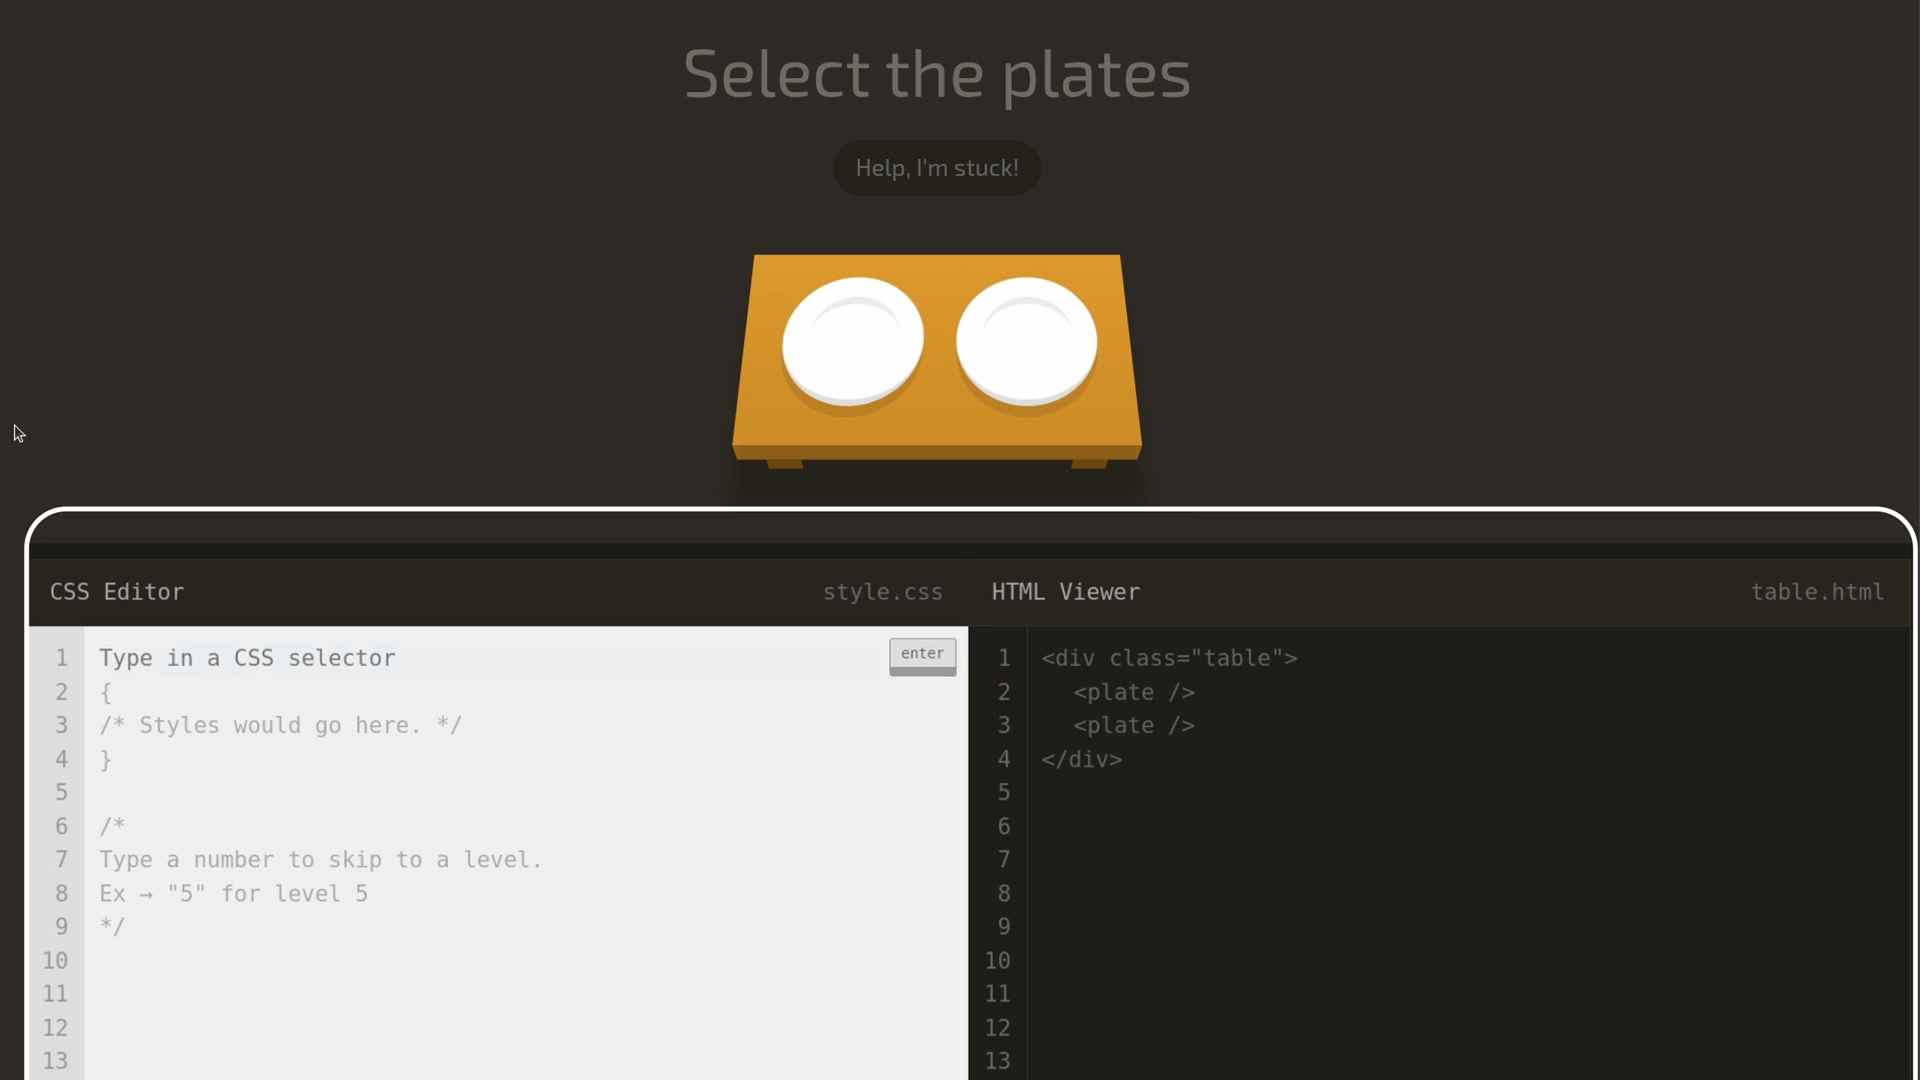 Select the plates
Help, I'm stuck!
CSS Editor
style.css
1 Type in a CSS selector
enter
2 {
3 /* Styles would go here. */
4 }
5
6 /*
7 Type a number to skip to a level.
8 Ex → "5" for level 5
9 */
10
11
12
13
HTML Viewer
table.html
1 <div class="table">
2 <plate />
3 <plate />
4 </div>
5
6
7
8
9
10
11
12
13